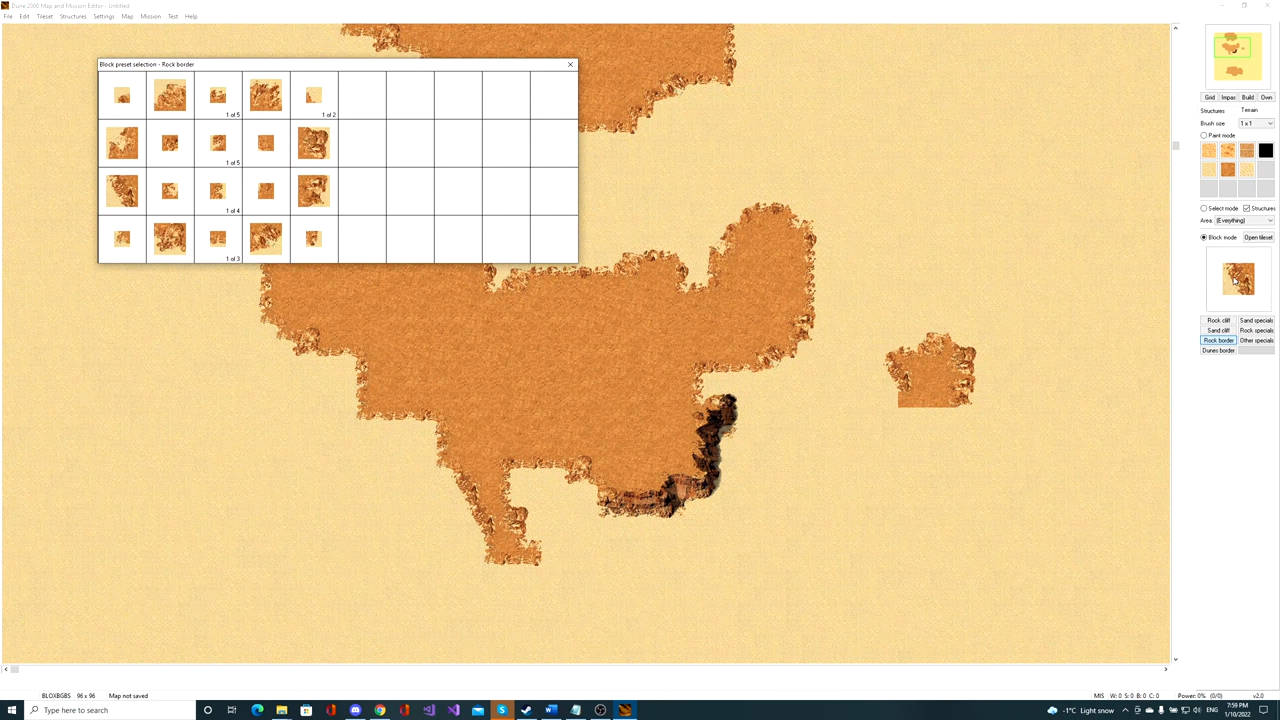 Dune 2000 Map and Mission Editor - Untitled
File Edit Tileset Structures Settings Map Mission Test Help
Block preset selection - Rock border
1 of 5
1 of 2
1 of 5
1 of 4
1 of 3
Grid Impas Build Own
Structures Terrain
Brush size: 1 x 1
Paint mode
Select mode Structures
Area: (Everything)
Block mode Open tileset
Rock cliff Sand specials
Sand cliff Rock specials
Rock border Other specials
Dunes border
BLOXBGBS 96 x 96 Map not saved MIS W: 0 S: 0 B: 0 C: 0 Power: 0% (0/0) v2.0
Type here to search -1°C Light snow ENG 7:59 PM
1/10/2022